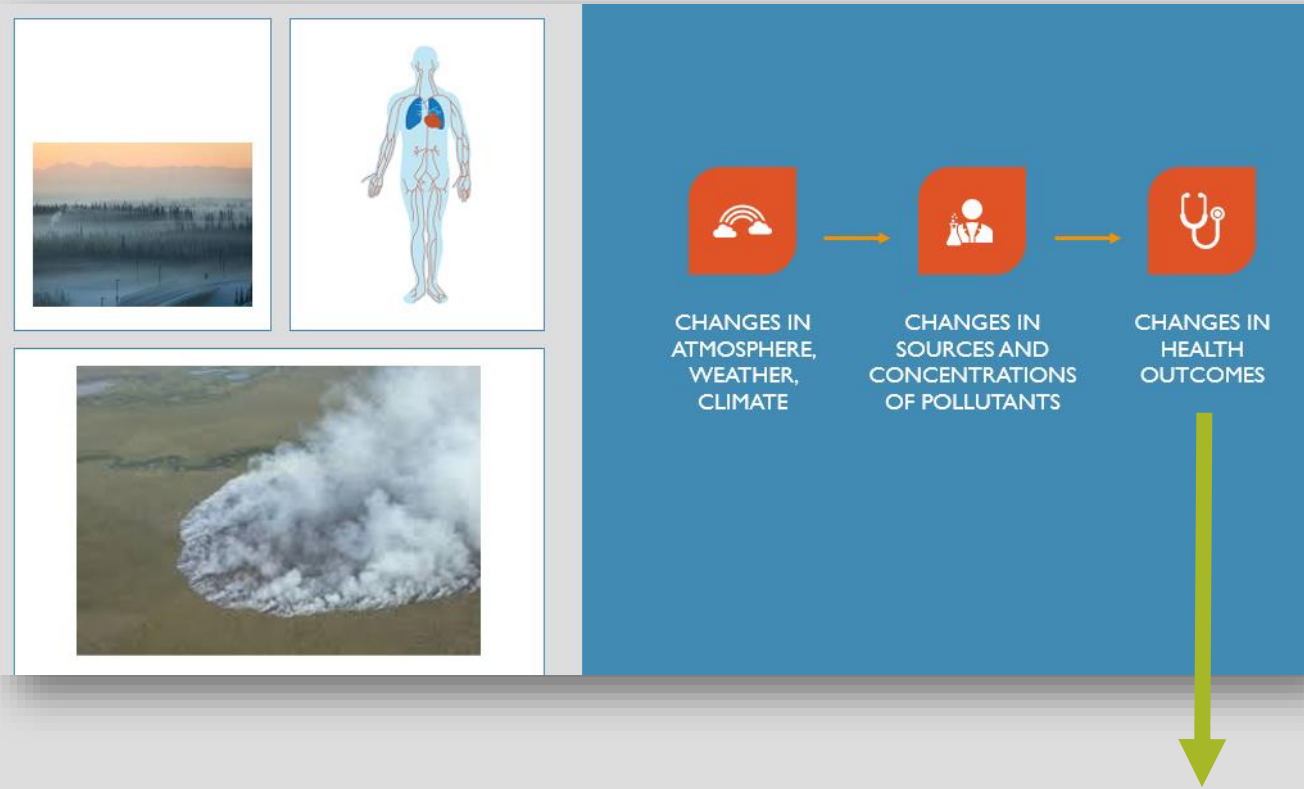 CHANGES IN
ATMOSPHERE,
WEATHER,
CLIMATE
CHANGES IN
SOURCES AND
CONCENTRATIONS
OF POLLUTANTS
CHANGES IN
HEALTH
OUTCOMES